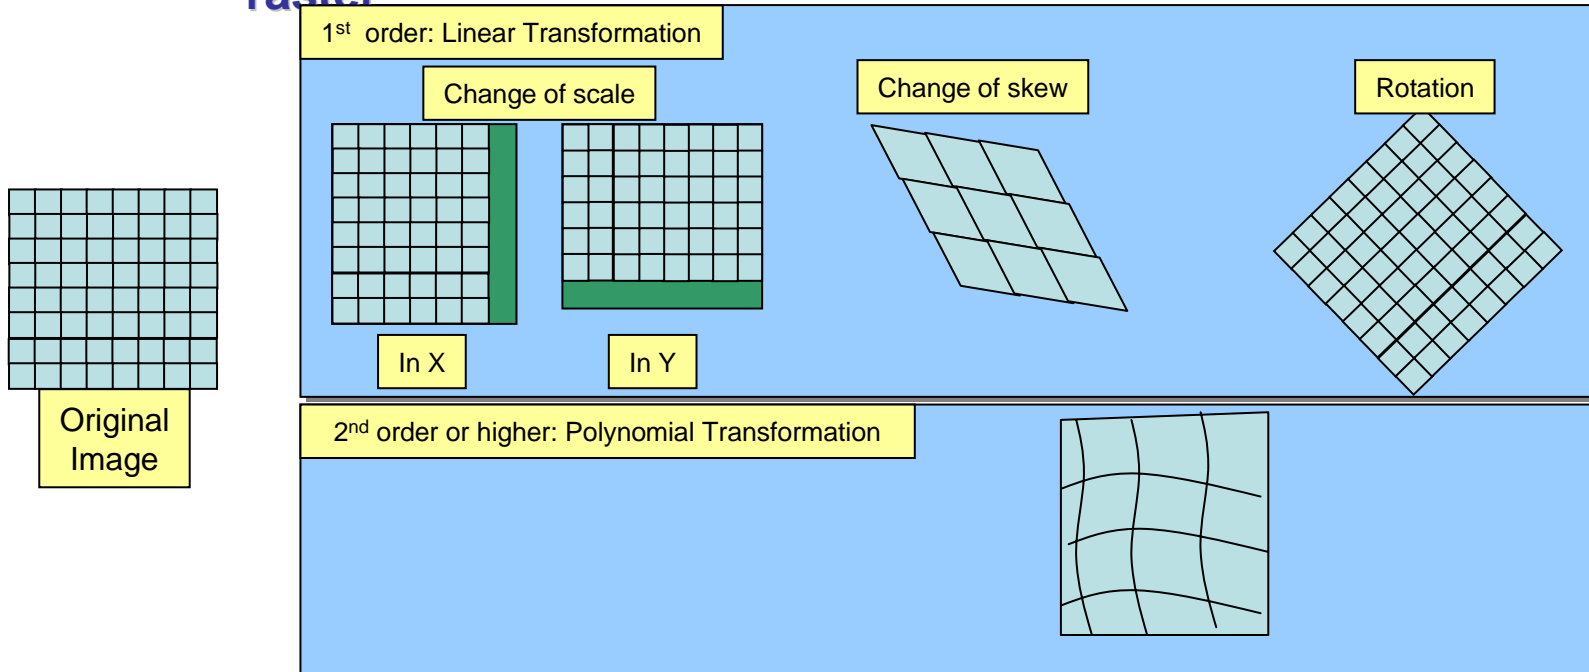 raster
1st order: Linear Transformation
Change of scale
Change of skew
Rotation
In X
In Y
Original
Image
2nd order or higher: Polynomial Transformation